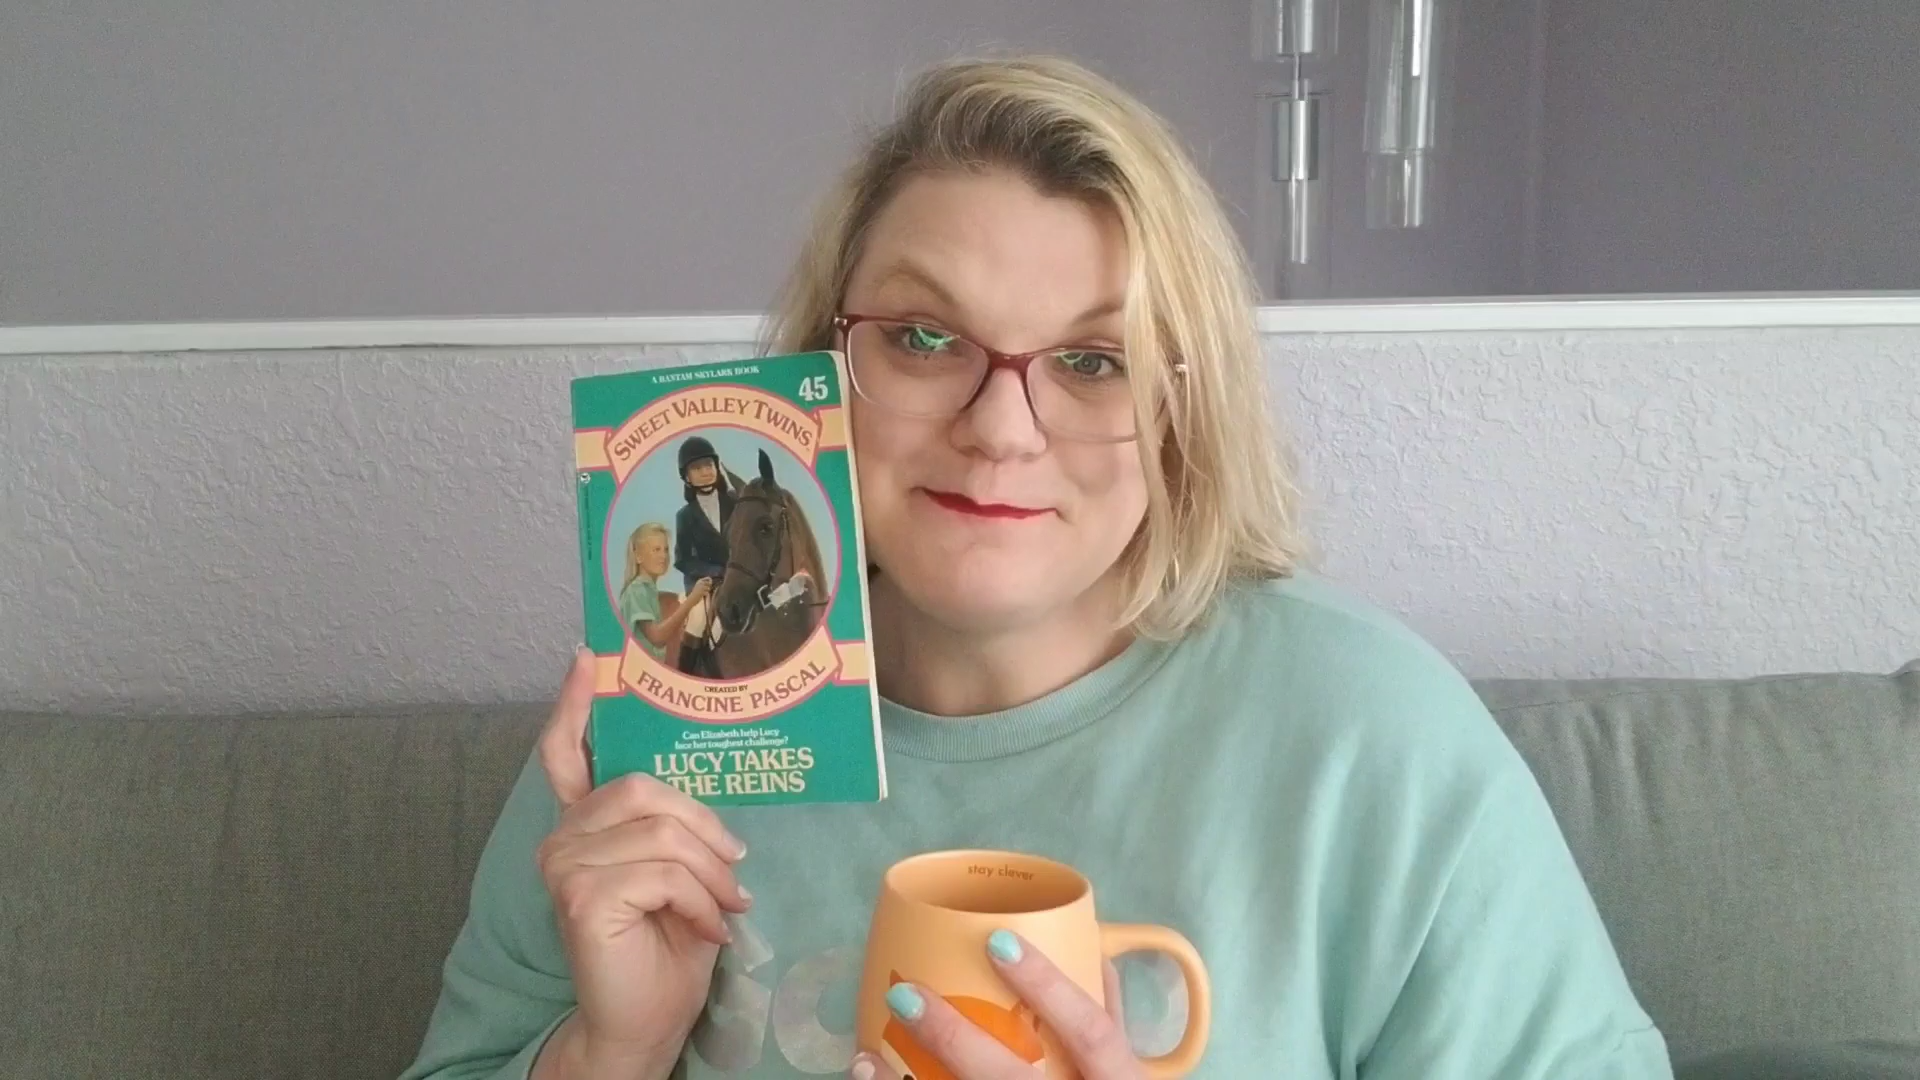 A BANTAM SKYLARK BOOK
45
SWEET VALLEY TWINS
CREATED BY
FRANCINE PASCAL
Can Elizabeth help Lucy
face her toughest challenge?
LUCY TAKES
THE REINS
stay clever